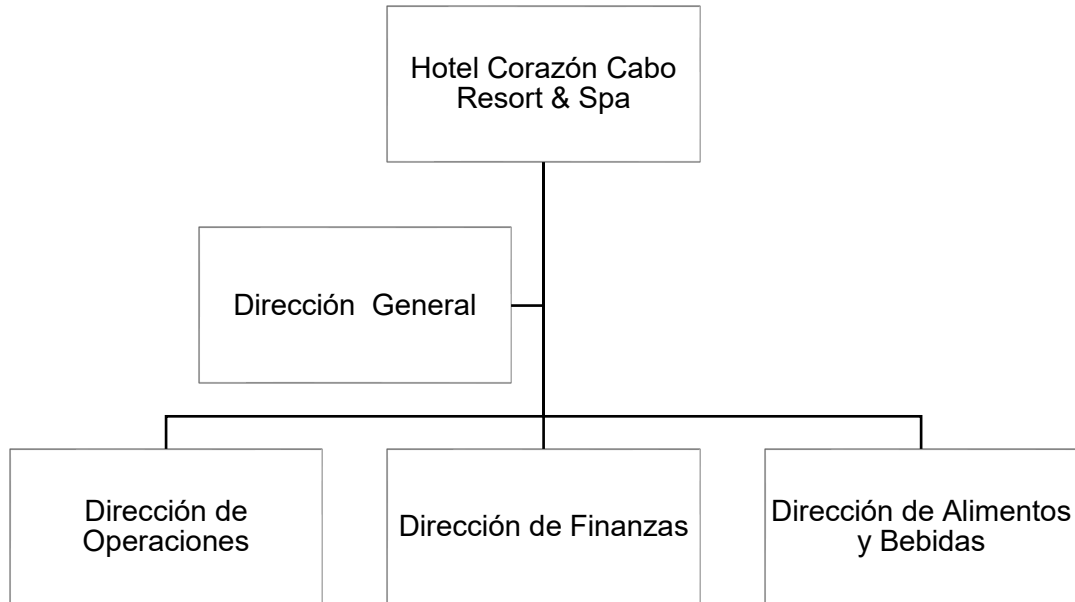 Hotel Corazón Cabo
Resort & Spa
Dirección  General
Dirección de
Operaciones
Dirección de Finanzas
Dirección de Alimentos
y Bebidas